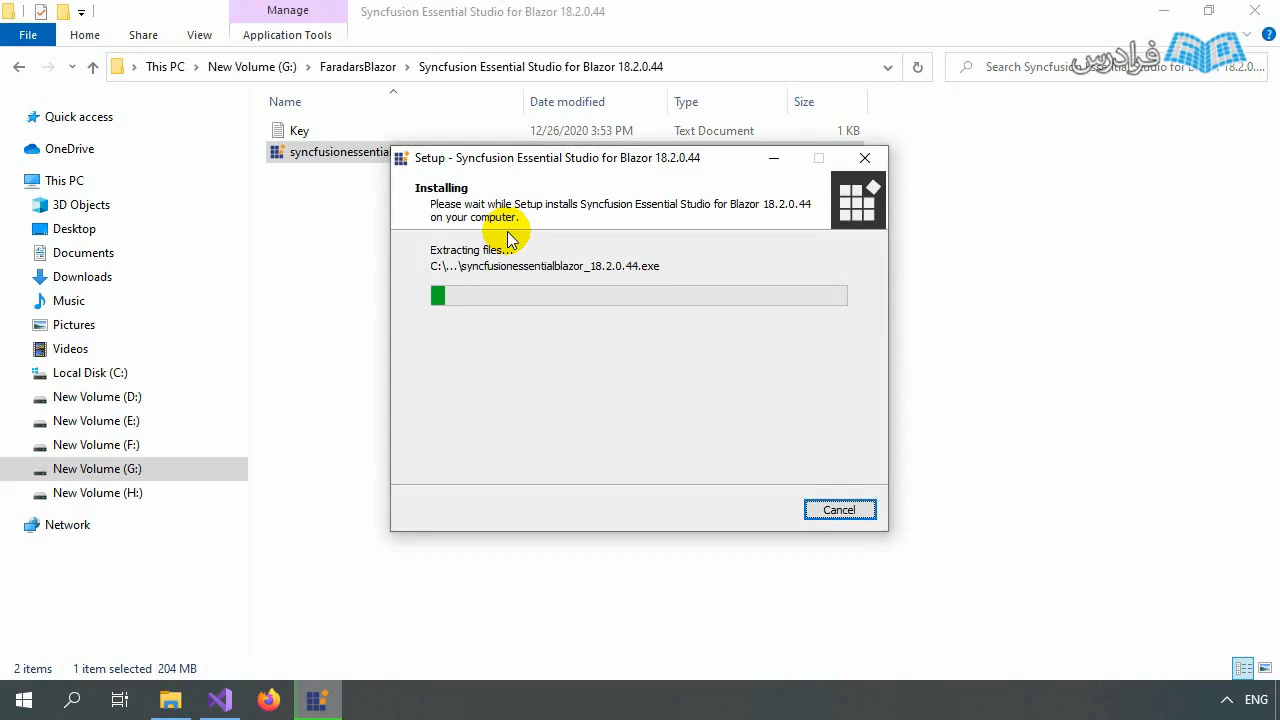 Manage
Syncfusion Essential Studio for Blazor 18.2.0.44
File
Home
Share
View
Application Tools
This PC
New Volume (G:)
FaradarsBlazor
Syncfusion Essential Studio for Blazor 18.2.0.44
Search Syncfusion Essential Studio for Blazor 18.2.0....
فرادرس
Name
Date modified
Type
Size
Key
12/26/2020 3:53 PM
Text Document
1 KB
syncfusionessential
Quick access
OneDrive
This PC
3D Objects
Desktop
Documents
Downloads
Music
Pictures
Videos
Local Disk (C:)
New Volume (D:)
New Volume (E:)
New Volume (F:)
New Volume (G:)
New Volume (H:)
Network
Setup - Syncfusion Essential Studio for Blazor 18.2.0.44
Installing
Please wait while Setup installs Syncfusion Essential Studio for Blazor 18.2.0.44
on your computer.
Extracting files...
C:\...\syncfusionessentialblazor_18.2.0.44.exe
Cancel
2 items
1 item selected 204 MB
ENG